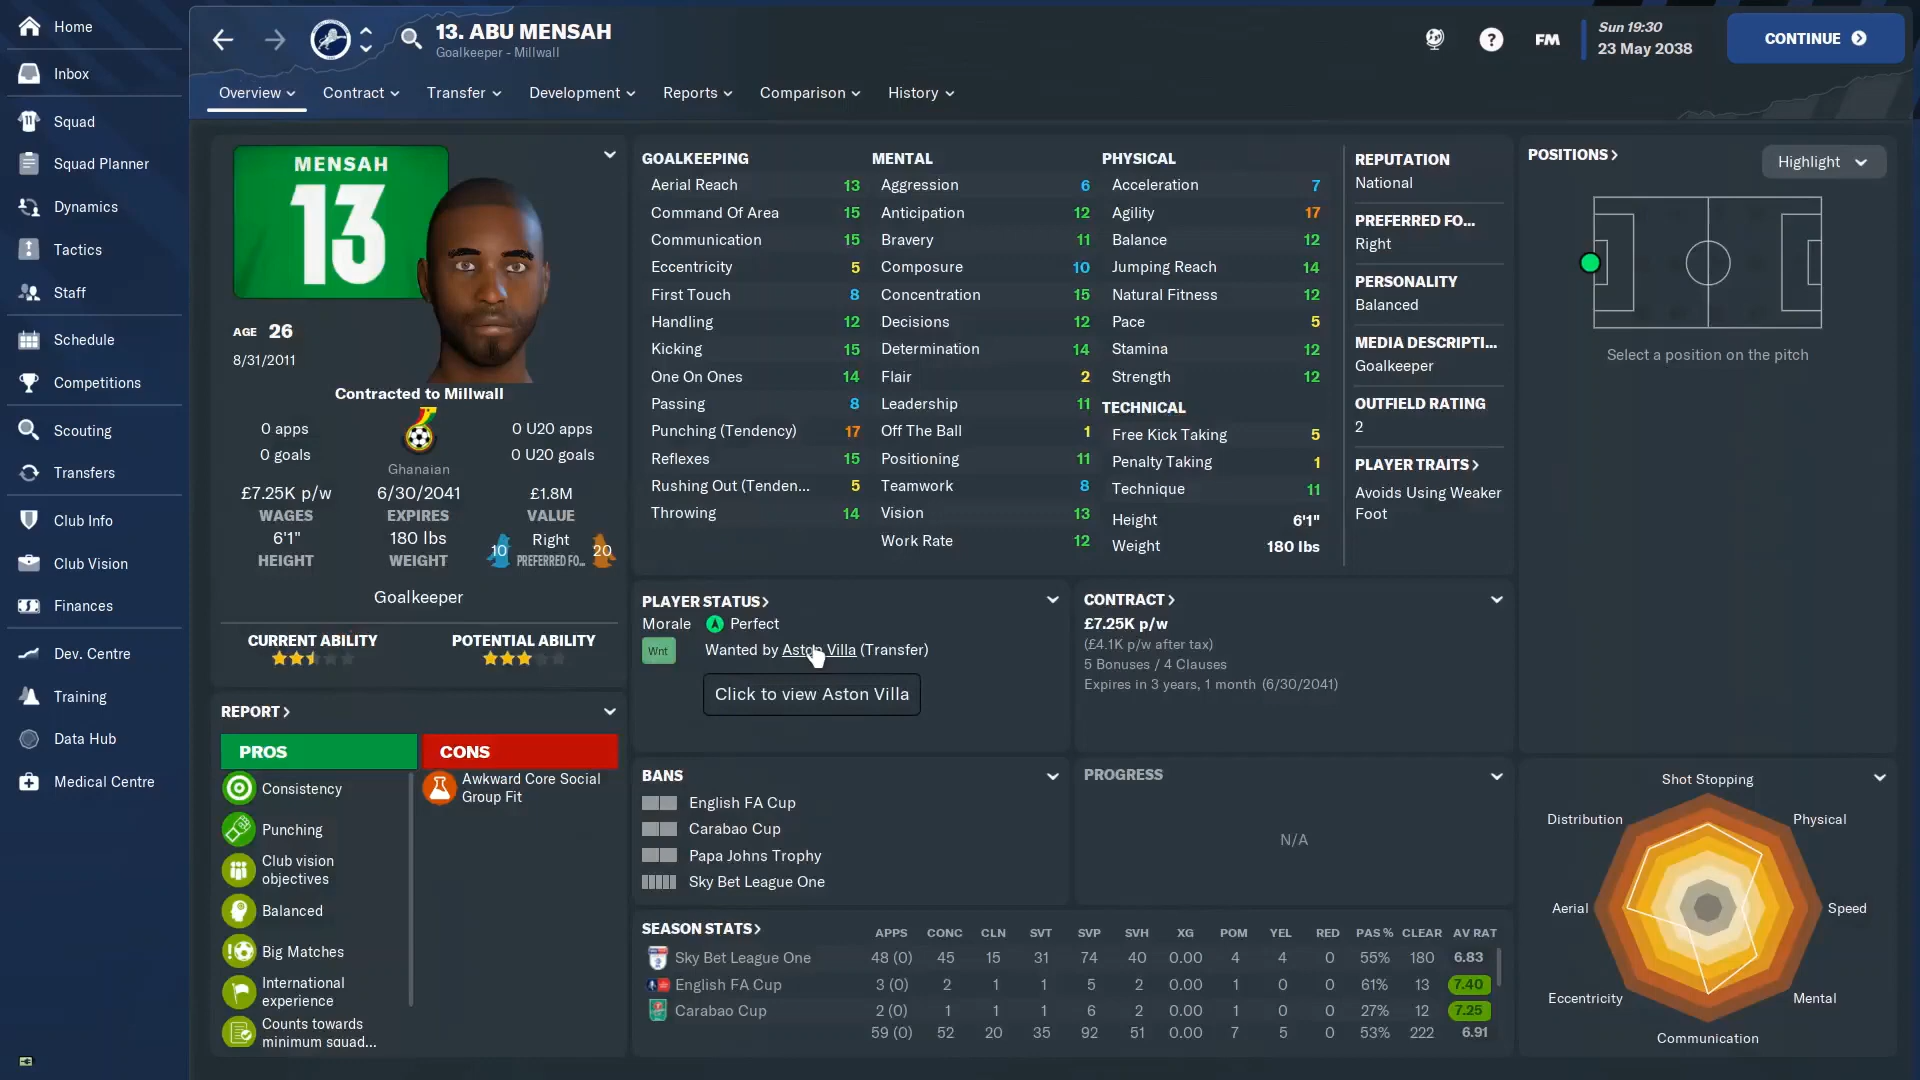 Home
Inbox
Squad
Squad Planner
Dynamics
Tactics
Staff
Schedule
Competitions
Scouting
Transfers
Club Info
Club Vision
Finances
Dev. Centre
Training
Data Hub
Medical Centre
13. ABU MENSAH
Goalkeeper - Millwall
?
FM
Sun 19:30
23 May 2038
CONTINUE
Overview
Contract
Transfer
Development
Reports
Comparison
History
MENSAH
13
AGE 26
8/31/2011
Contracted to Millwall
0 apps
0 goals
Ghanaian
0 U20 apps
0 U20 goals
£7.25K p/w
WAGES
6/30/2041
EXPIRES
£1.8M
VALUE
6'1"
HEIGHT
180 lbs
WEIGHT
10 Right 20
PREFERRED FO...
Goalkeeper
CURRENT ABILITY
POTENTIAL ABILITY
REPORT >
PROS
Consistency
Punching
Club vision
objectives
Balanced
Big Matches
International
experience
Counts towards
minimum squad...
CONS
Awkward Core Social
Group Fit
GOALKEEPING
Aerial Reach 13
Command Of Area 15
Communication 15
Eccentricity 5
First Touch 8
Handling 12
Kicking 15
One On Ones 14
Passing 8
Punching (Tendency) 17
Reflexes 15
Rushing Out (Tenden... 5
Throwing 14
MENTAL
Aggression 6
Anticipation 12
Bravery 11
Composure 10
Concentration 15
Decisions 12
Determination 14
Flair 2
Leadership 11
Off The Ball 1
Positioning 11
Teamwork 8
Vision 13
Work Rate 12
PHYSICAL
Acceleration 7
Agility 17
Balance 12
Jumping Reach 14
Natural Fitness 12
Pace 5
Stamina 12
Strength 12
TECHNICAL
Free Kick Taking 5
Penalty Taking 1
Technique 11
Height 6'1"
Weight 180 lbs
REPUTATION
National
PREFERRED FO...
Right
PERSONALITY
Balanced
MEDIA DESCRIPTI...
Goalkeeper
OUTFIELD RATING
2
PLAYER TRAITS >
Avoids Using Weaker
Foot
POSITIONS >
Highlight
Select a position on the pitch
PLAYER STATUS >
Morale Perfect
Wnt Wanted by Aston Villa (Transfer)
Click to view Aston Villa
CONTRACT >
£7.25K p/w
(£4.1K p/w after tax)
5 Bonuses / 4 Clauses
Expires in 3 years, 1 month (6/30/2041)
BANS
English FA Cup
Carabao Cup
Papa Johns Trophy
Sky Bet League One
PROGRESS
N/A
SEASON STATS > APPS CONC CLN SVT SVP SVH XG POM YEL RED PAS % CLEAR AV RAT
Sky Bet League One 48 (0) 45 15 31 74 40 0.00 4 4 0 55% 180 6.83
English FA Cup 3 (0) 2 1 1 5 2 0.00 1 0 0 61% 13 7.40
Carabao Cup 2 (0) 1 1 1 6 2 0.00 1 0 0 27% 12 7.25
59 (0) 52 20 35 92 51 0.00 7 5 0 53% 222 6.91
Shot Stopping
Distribution
Physical
Aerial
Speed
Eccentricity
Mental
Communication